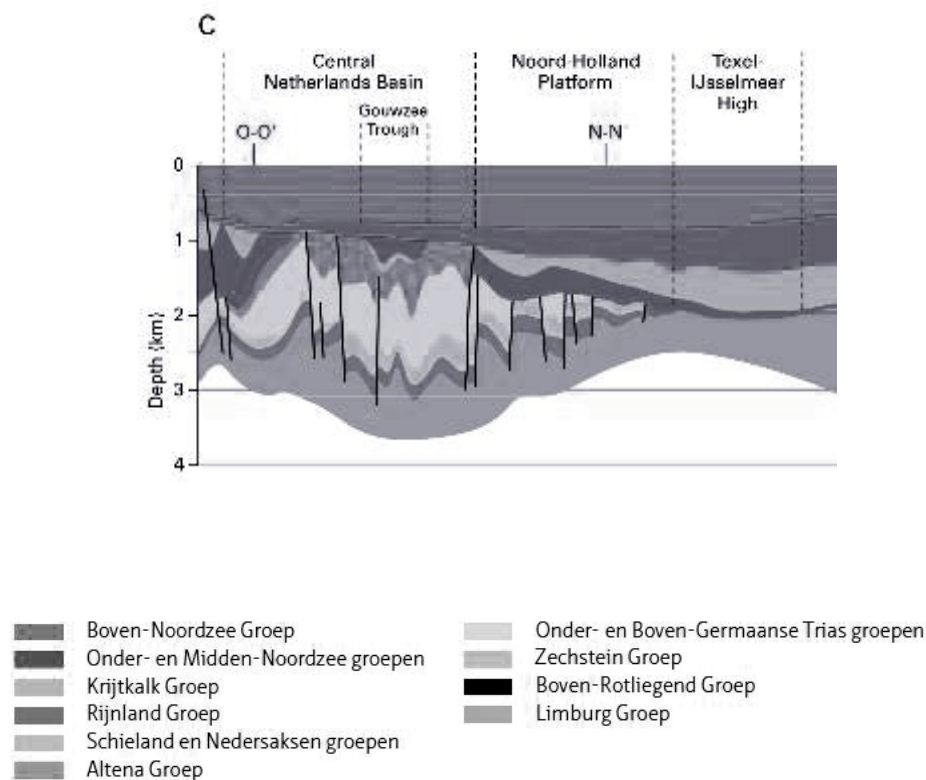 C
Central
Netherlands Basin
Noord-Holland
Platform
Texel-
IJsselmeer
High
Gouwzee
Trough
O-O'
N-N'
0
1
2
3
4
Depth (km)
Boven-Noordzee Groep
Onder- en Midden-Noordzee groepen
Krijtkalk Groep
Rijnland Groep
Schieland en Nedersaksen groepen
Altena Groep
Onder- en Boven-Germaanse Trias groepen
Zechstein Groep
Boven-Rotliegend Groep
Limburg Groep